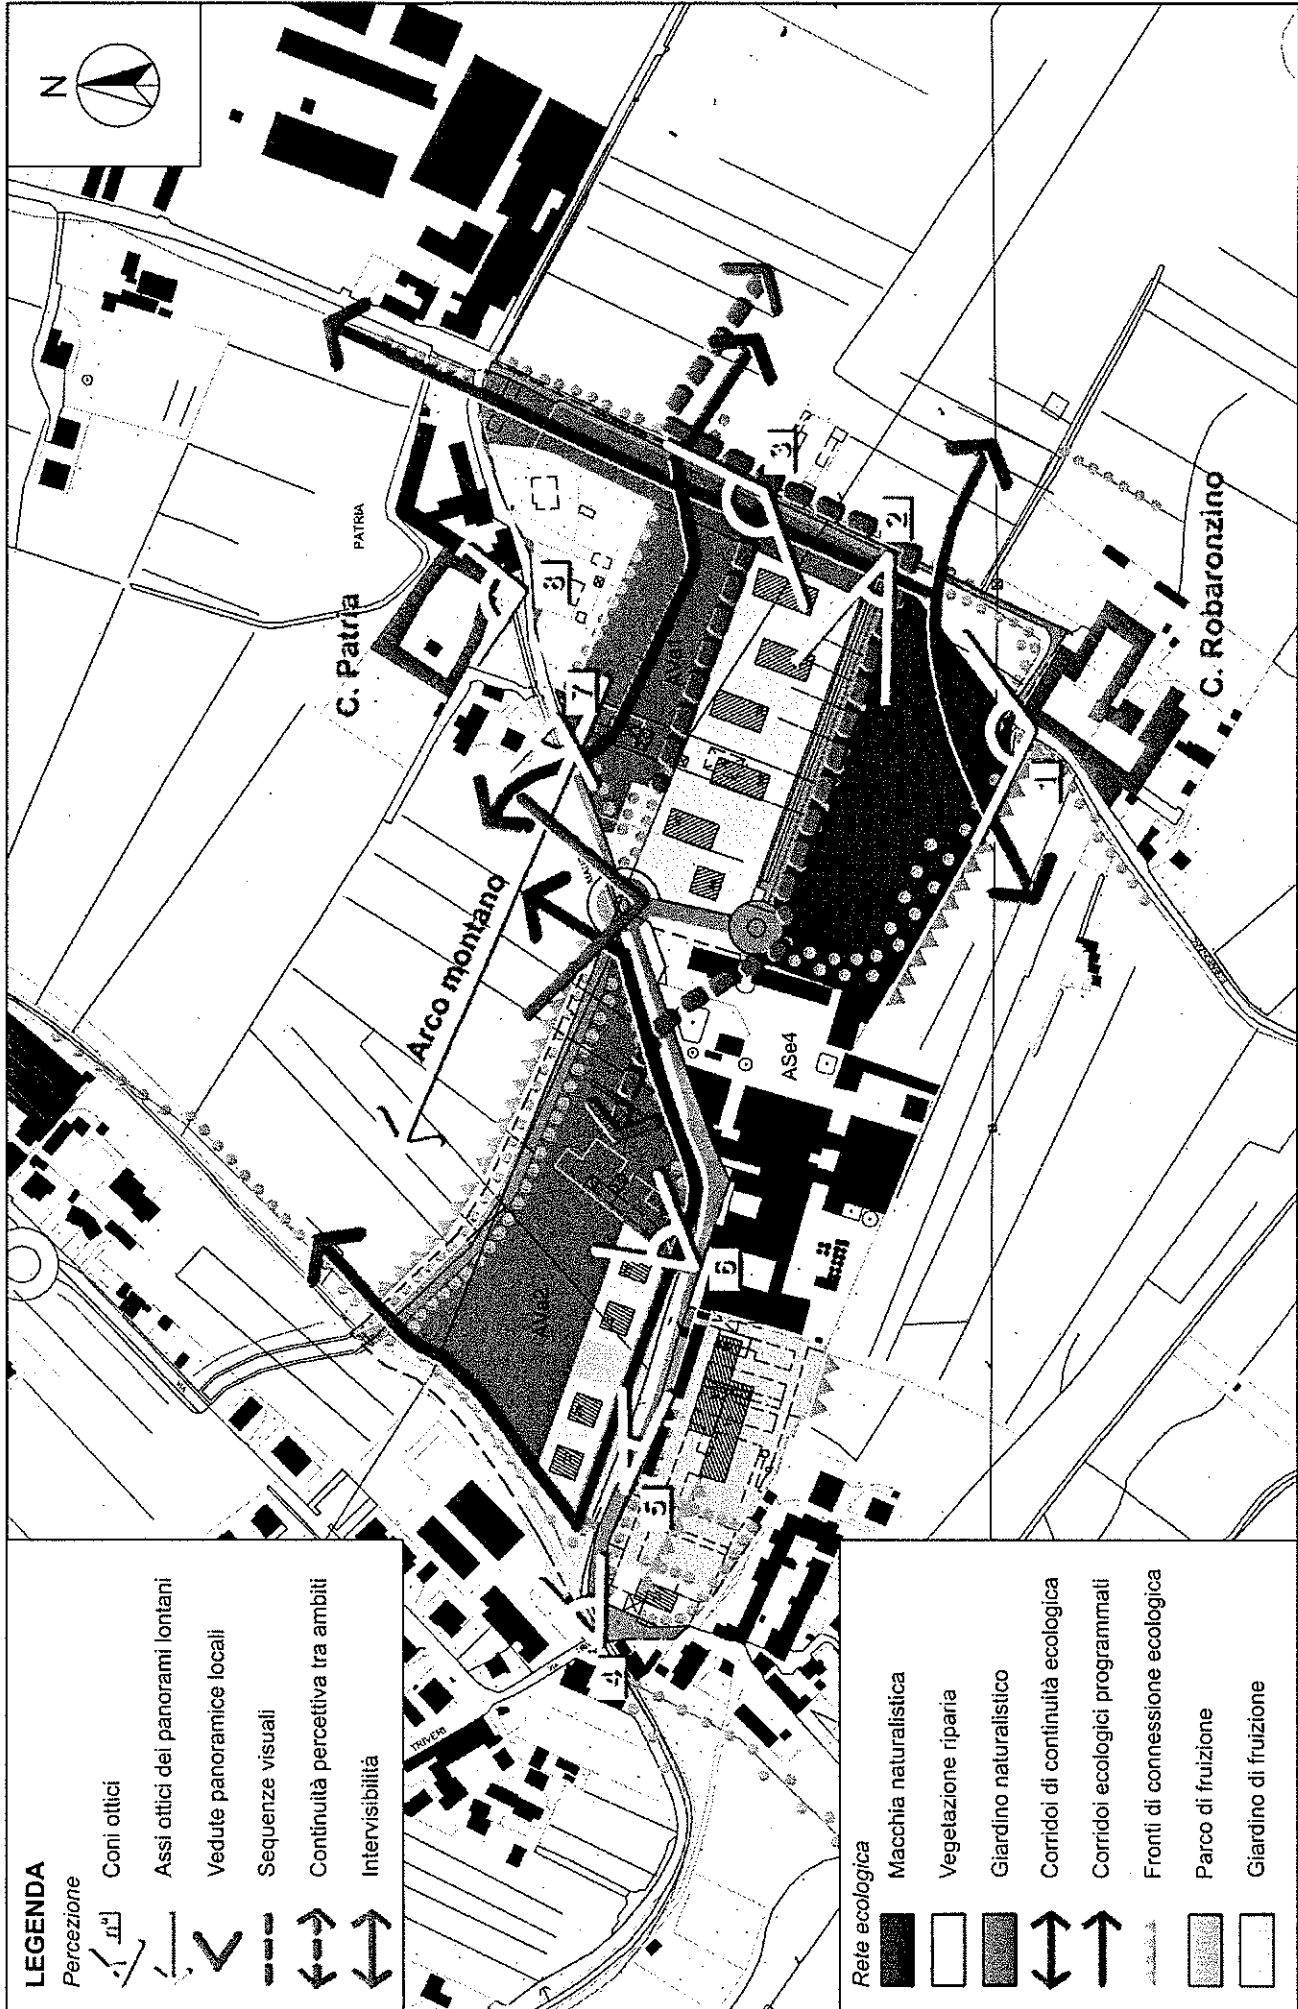 N
LEGENDA
Percezione
Coni ottici
n°
Assi ottici dei panorami lontani
Vedute panoramice locali
Sequenze visuali
Continuità percettiva tra ambiti
Intervisibilità
Rete ecologica
Macchia naturalistica
Vegetazione riparia
Giardino naturalistico
Corridoi di continuità ecologica
Corridoi ecologici programmati
Fronti di connessione ecologica
Parco di fruizione
Giardino di fruizione
C. Patria
PATRIA
Arco montano
C. Robaronzino
TRIVERI
ASe4
AVa2
1
2
3
4
5
6
7
8